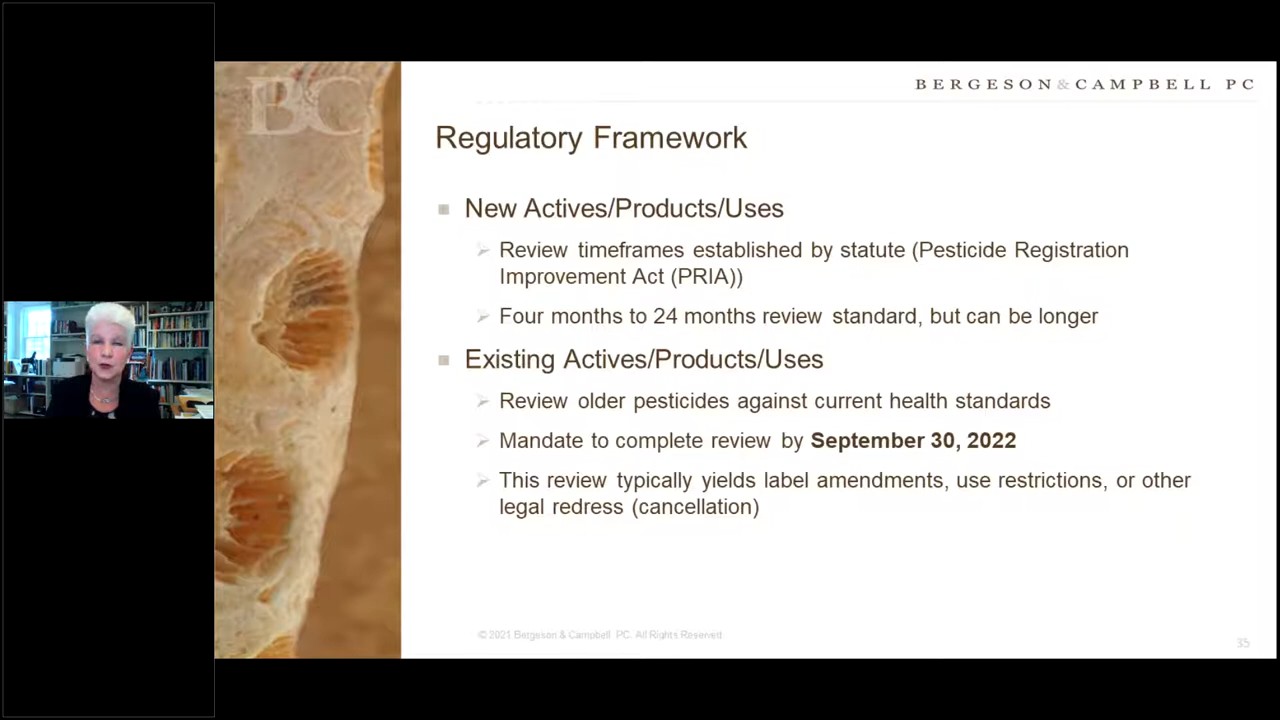 BC
BERGESON&CAMPBELL PC
Regulatory Framework
New Actives/Products/Uses
Review timeframes established by statute (Pesticide Registration
Improvement Act (PRIA))
Four months to 24 months review standard, but can be longer
Existing Actives/Products/Uses
Review older pesticides against current health standards
Mandate to complete review by September 30, 2022
This review typically yields label amendments, use restrictions, or other
legal redress (cancellation)
© 2021 Bergeson & Campbell PC. All Rights Reserved
35